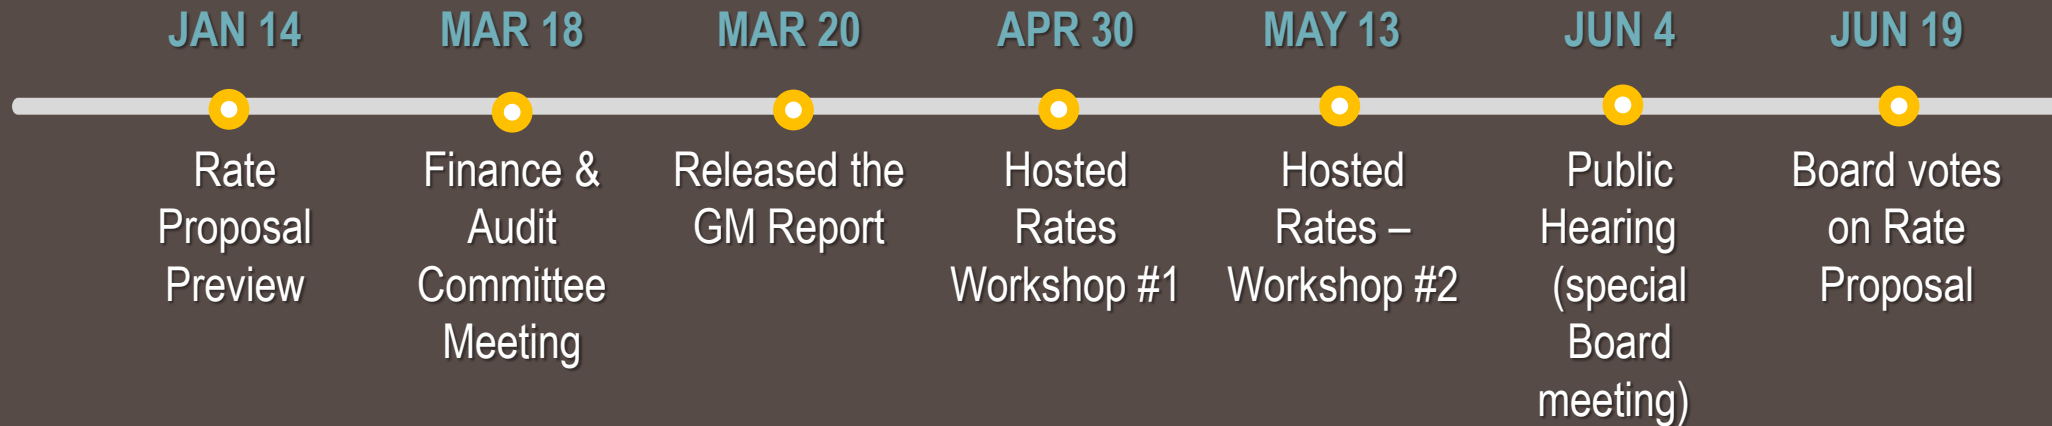 JAN 14
Rate
Proposal
Preview
MAR 18
Finance &
Audit
Committee
Meeting
MAR 20
Released the
GM Report
APR 30
Hosted
Rates
Workshop #1
MAY 13
Hosted
Rates –
Workshop #2
JUN 4
Public
Hearing
(special
Board
meeting)
JUN 19
Board votes
on Rate
Proposal